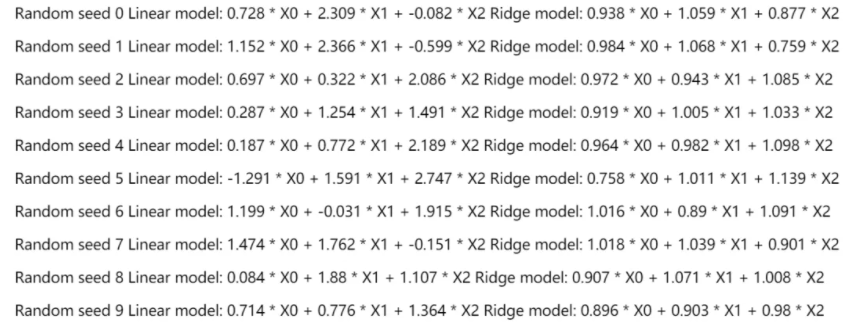 Random seed 0 Linear model: 0.728 * X0 + 2.309 * X1 + -0.082 * X2 Ridge model: 0.938 * X0 + 1.059 * X1 + 0.877 * X2
Random seed 1 Linear model: 1.152 * X0 + 2.366 * X1 + -0.599 * X2 Ridge model: 0.984 * X0 + 1.068 * X1 + 0.759 * X2
Random seed 2 Linear model: 0.697 * X0 + 0.322 * X1 + 2.086 * X2 Ridge model: 0.972 * X0 + 0.943 * X1 + 1.085 * X2
Random seed 3 Linear model: 0.287 * X0 + 1.254 * X1 + 1.491 * X2 Ridge model: 0.919 * X0 + 1.005 * X1 + 1.033 * X2
Random seed 4 Linear model: 0.187 * X0 + 0.772 * X1 + 2.189 * X2 Ridge model: 0.964 * X0 + 0.982 * X1 + 1.098 * X2
Random seed 5 Linear model: -1.291 * X0 + 1.591 * X1 + 2.747 * X2 Ridge model: 0.758 * X0 + 1.011 * X1 + 1.139 * X2
Random seed 6 Linear model: 1.199 * X0 + -0.031 * X1 + 1.915 * X2 Ridge model: 1.016 * X0 + 0.89 * X1 + 1.091 * X2
Random seed 7 Linear model: 1.474 * X0 + 1.762 * X1 + -0.151 * X2 Ridge model: 1.018 * X0 + 1.039 * X1 + 0.901 * X2
Random seed 8 Linear model: 0.084 * X0 + 1.88 * X1 + 1.107 * X2 Ridge model: 0.907 * X0 + 1.071 * X1 + 1.008 * X2
Random seed 9 Linear model: 0.714 * X0 + 0.776 * X1 + 1.364 * X2 Ridge model: 0.896 * X0 + 0.903 * X1 + 0.98 * X2